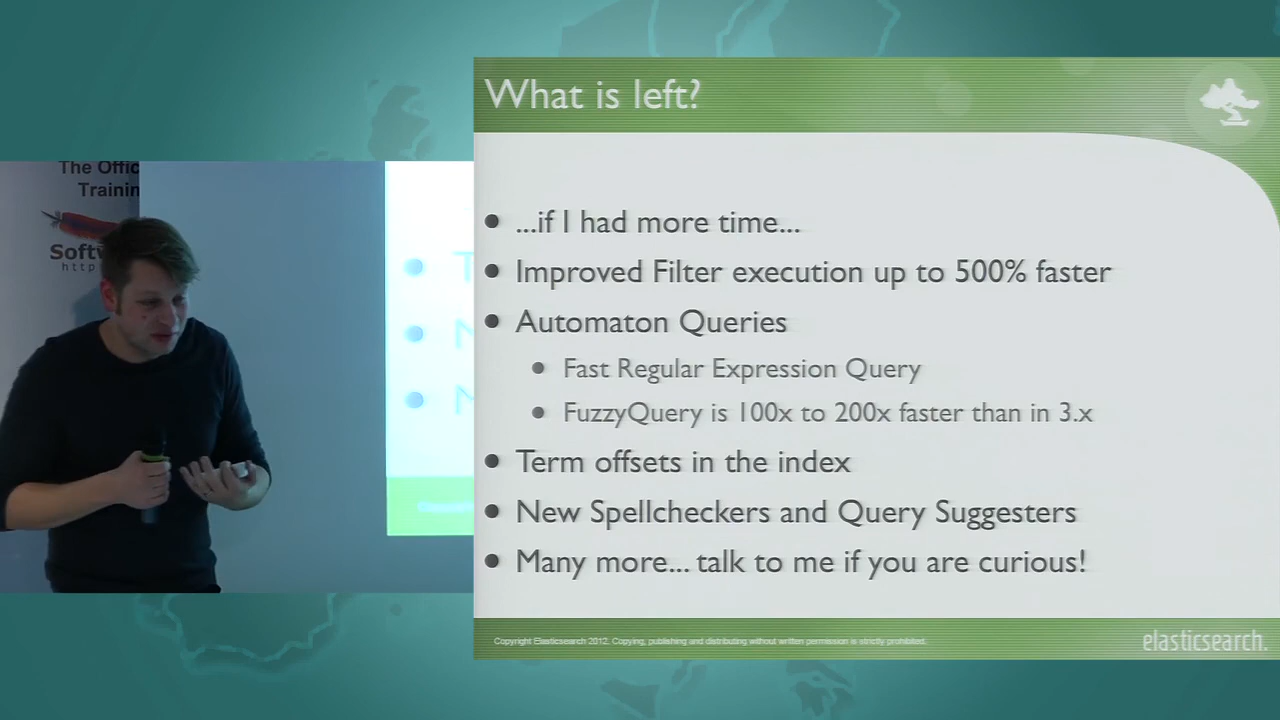 What is left?
The Offic
Trainin
Softw
http
...if I had more time...
Improved Filter execution up to 500% faster
Automaton Queries
Fast Regular Expression Query
FuzzyQuery is 100x to 200x faster than in 3.x
Term offsets in the index
New Spellcheckers and Query Suggesters
Many more... talk to me if you are curious!
Copyright Elasticsearch 2012. Copying, publishing and distributing without written permission is strictly prohibited.
elasticsearch.